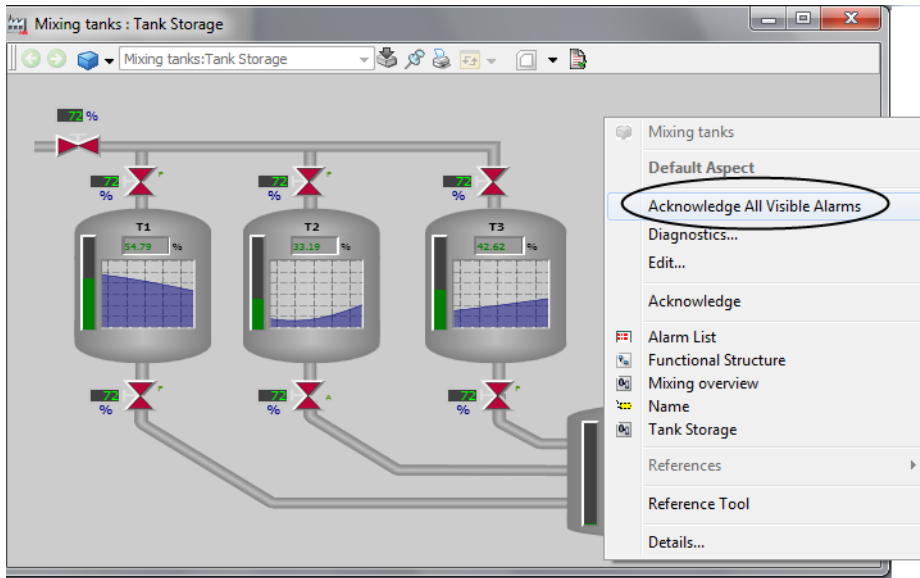 Mixing tanks : Tank Storage
Mixing tanks:Tank Storage
72 %
72
%
72
%
72
%
T1
54.79 %
T2
33.19 %
T3
42.62 %
72
%
72
%
A
72
%
Mixing tanks
Default Aspect
Acknowledge All Visible Alarms
Diagnostics...
Edit...
Acknowledge
Alarm List
Functional Structure
Mixing overview
Name
Tank Storage
References
Reference Tool
Details...